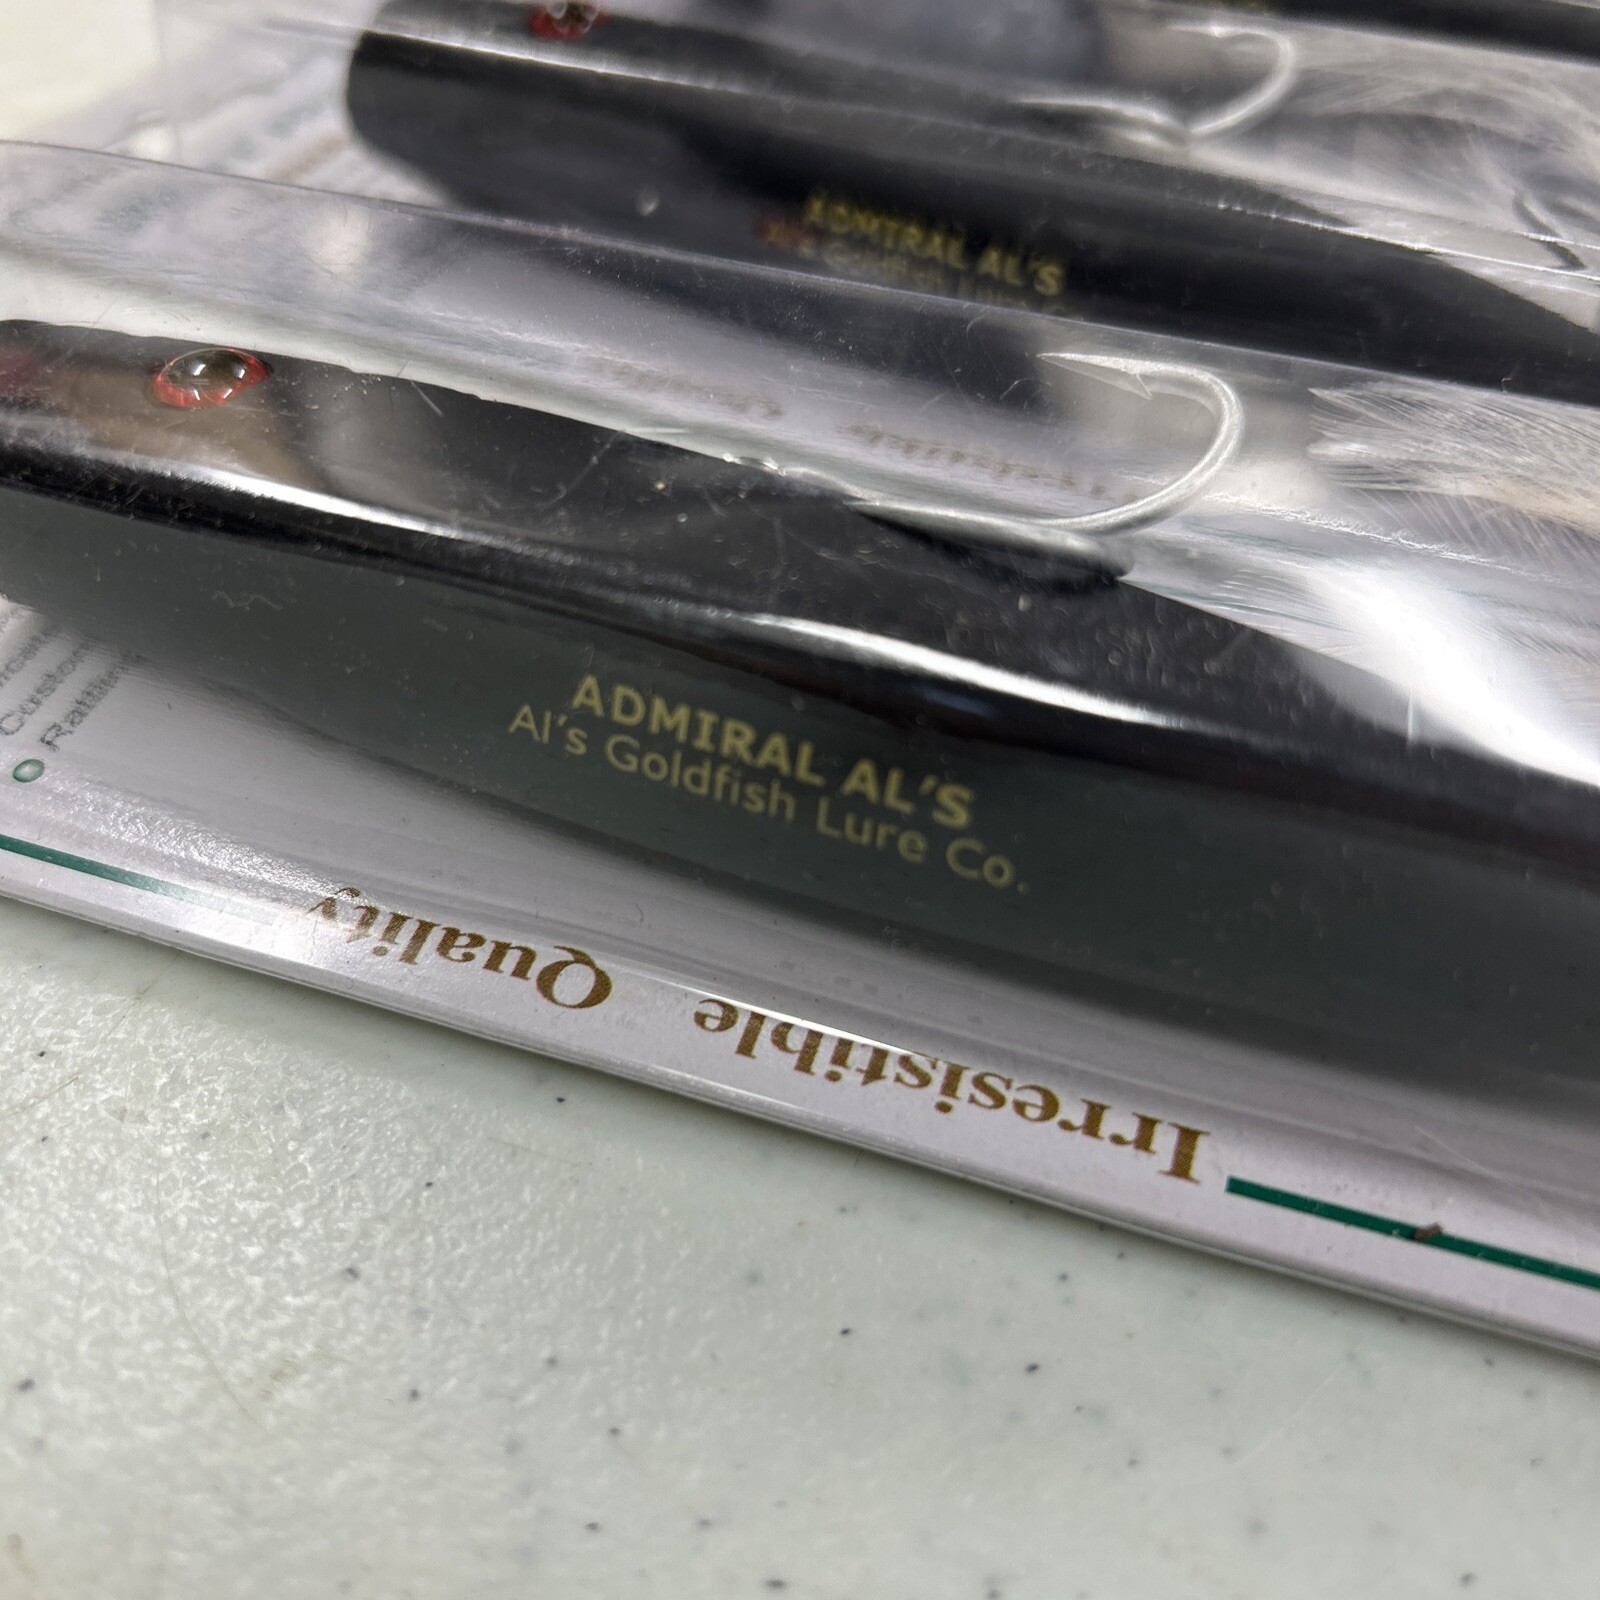 ADMIRAL AL'S
ADMIRAL AL'S
Al's Goldfish Lure Co.
Irresistible Quality